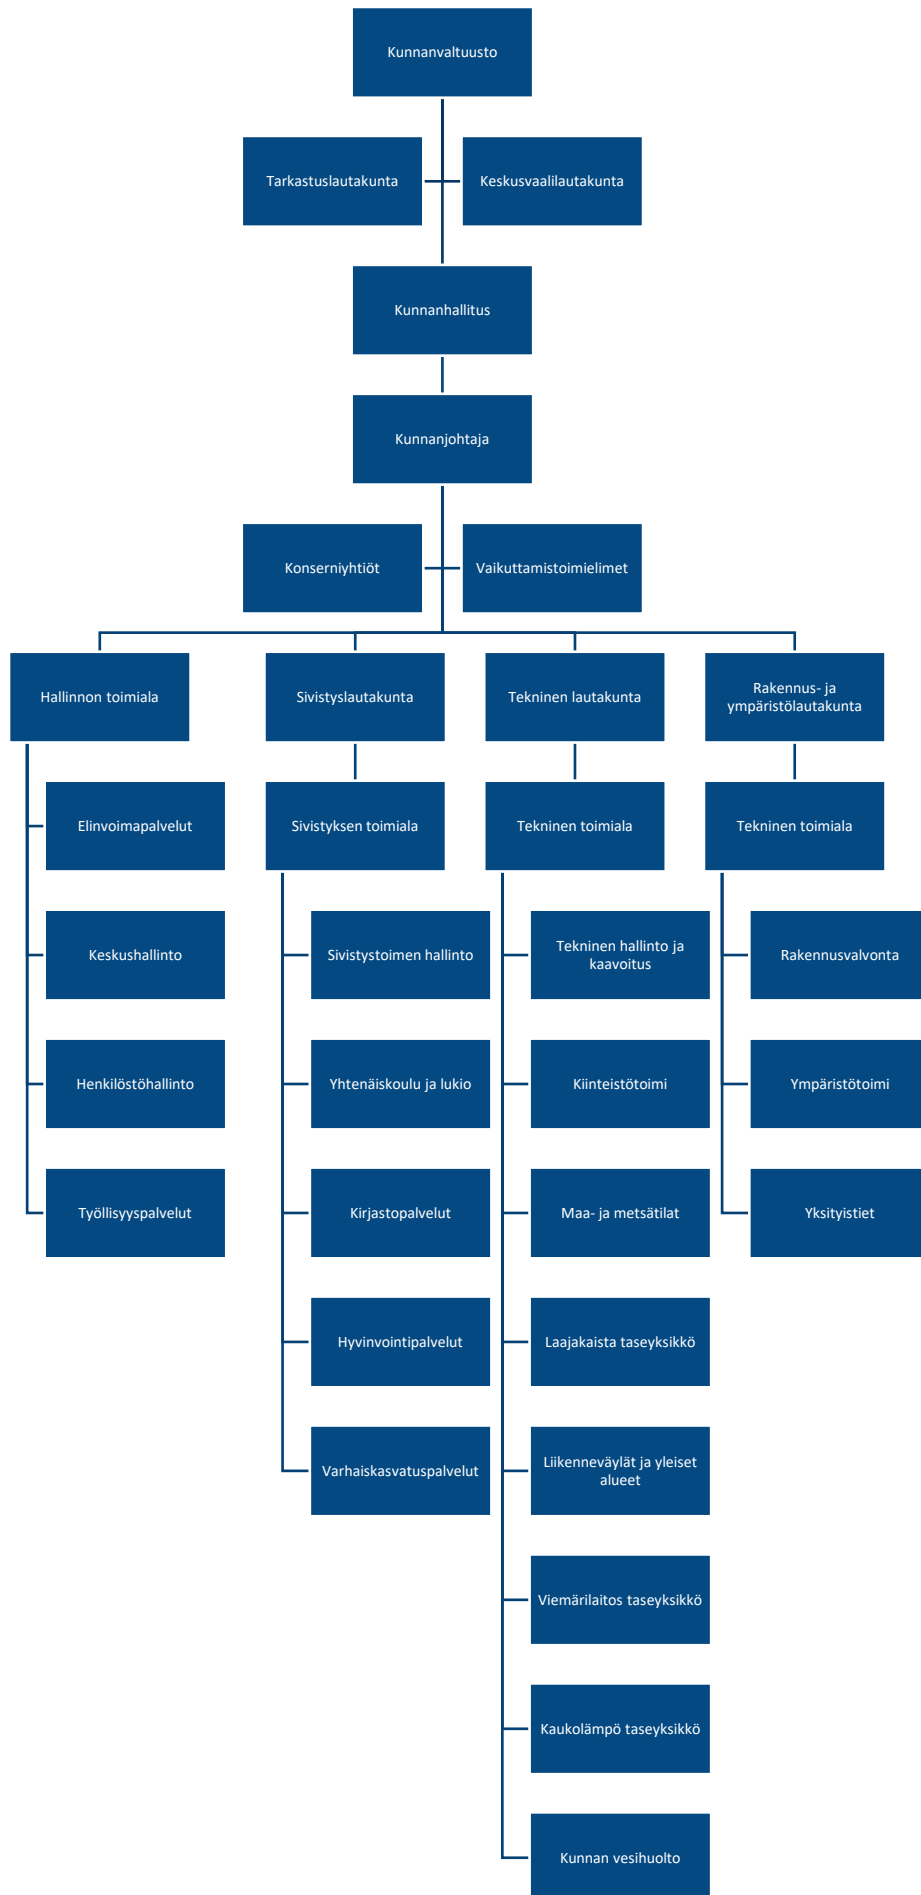 Kunnanvaltuusto
Tarkastuslautakunta
Keskusvaalilautakunta
Kunnanhallitus
Kunnanjohtaja
Konserniyhtiöt
Vaikuttamistoimielimet
Hallinnon toimiala
Sivistyslautakunta
Tekninen lautakunta
Rakennus- ja
ympäristölautakunta
Elinvoimapalvelut
Sivistyksen toimiala
Tekninen toimiala
Tekninen toimiala
Keskushallinto
Sivistystoimen hallinto
Tekninen hallinto ja
kaavoitus
Rakennusvalvonta
Henkilöstöhallinto
Yhtenäiskoulu ja lukio
Kiinteistötoimi
Ympäristötoimi
Työllisyyspalvelut
Kirjastopalvelut
Maa- ja metsätilat
Yksityistiet
Hyvinvointipalvelut
Laajakaista taseyksikkö
Varhaiskasvatuspalvelut
Liikenneväylät ja yleiset
alueet
Viemärilaitos taseyksikkö
Kaukolämpö taseyksikkö
Kunnan vesihuolto